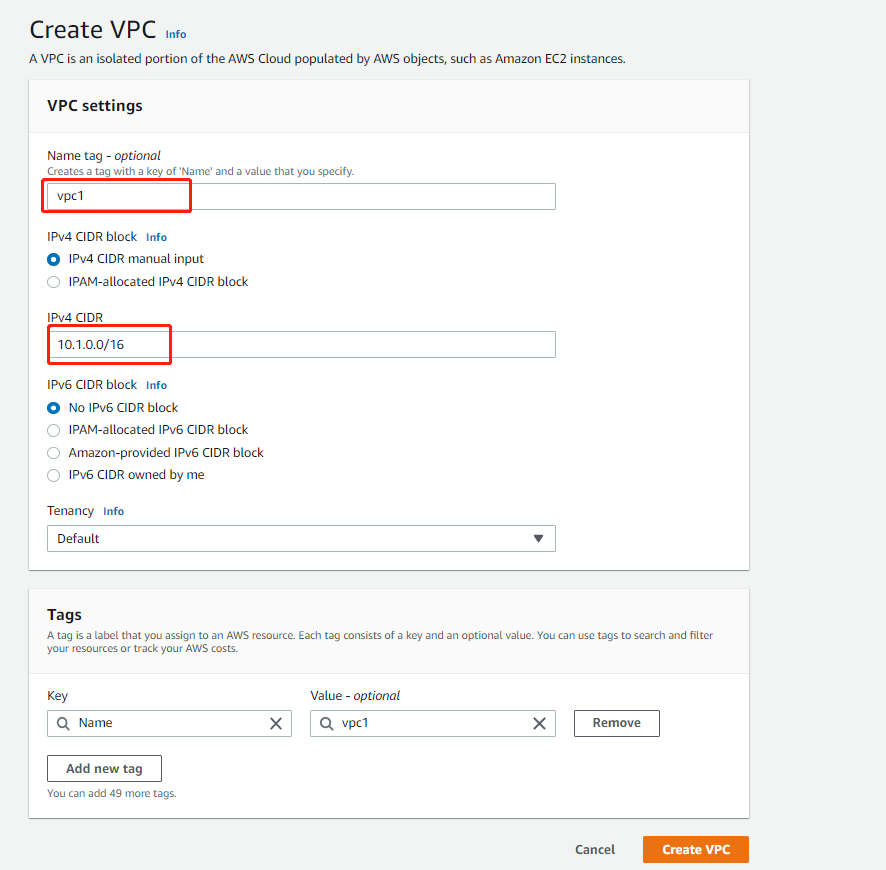 Create VPC Info
A VPC is an isolated portion of the AWS Cloud populated by AWS objects, such as Amazon EC2 instances.
VPC settings
Name tag - optional
Creates a tag with a key of 'Name' and a value that you specify.
vpc1
IPv4 CIDR block Info
IPv4 CIDR manual input
IPAM-allocated IPv4 CIDR block
IPv4 CIDR
10.1.0.0/16
IPv6 CIDR block Info
No IPv6 CIDR block
IPAM-allocated IPv6 CIDR block
Amazon-provided IPv6 CIDR block
IPv6 CIDR owned by me
Tenancy Info
Default
Tags
A tag is a label that you assign to an AWS resource. Each tag consists of a key and an optional value. You can use tags to search and filter
your resources or track your AWS costs.
Key Value - optional
Name vpc1 Remove
Add new tag
You can add 49 more tags.
Cancel Create VPC